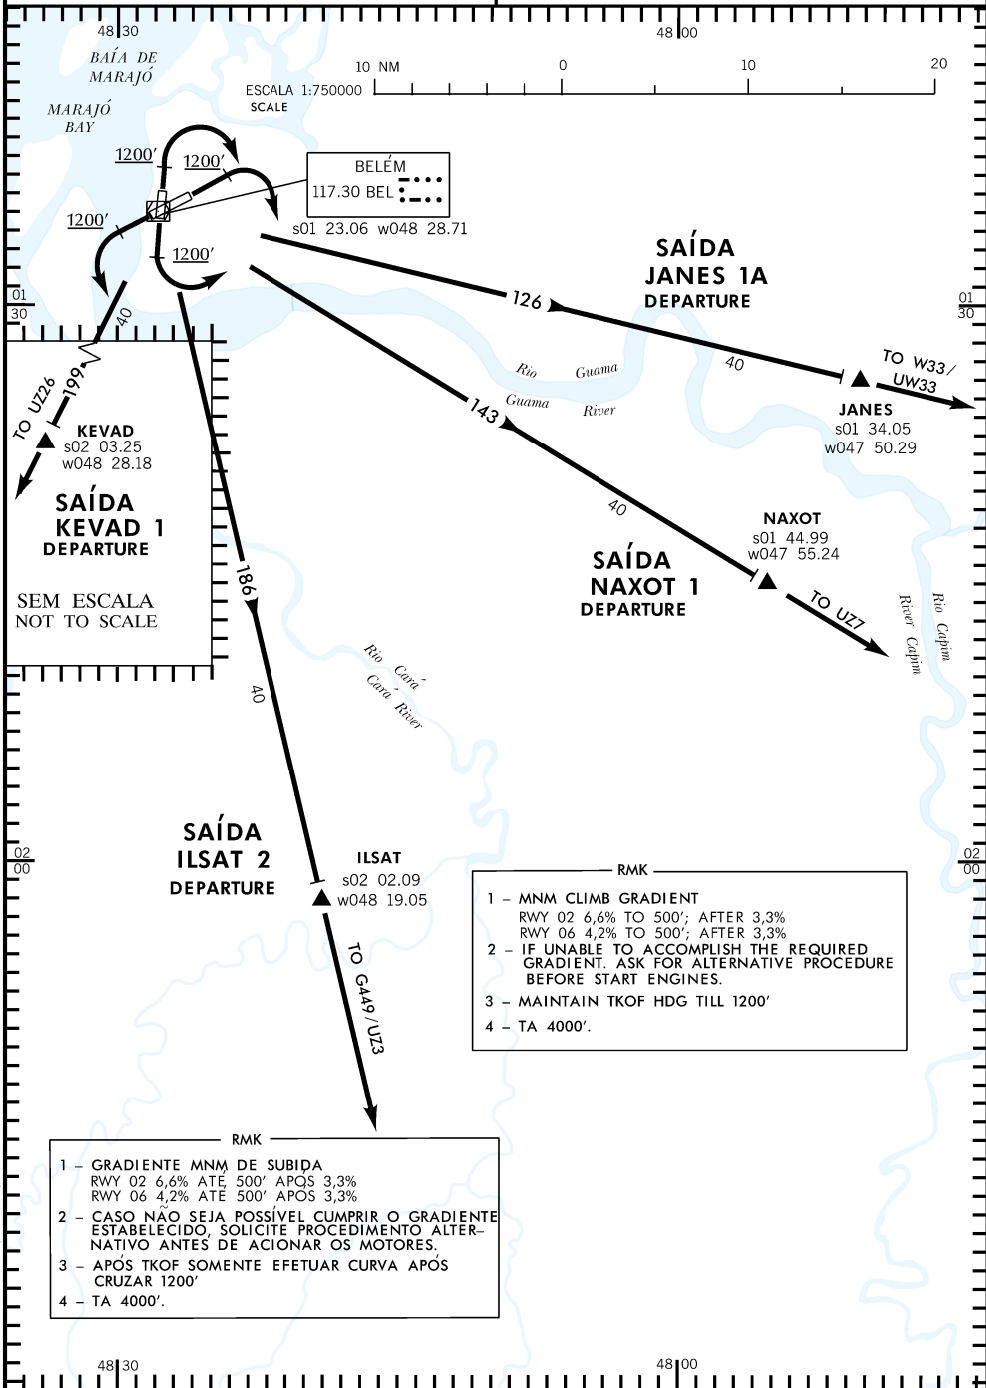 48 30
48 00
BAÍA DE
MARAJÓ
MARAJÓ
BAY
10 NM
0
10
20
ESCALA 1:750000
SCALE
1200'
1200'
1200'
1200'
BELÉM
117.30 BEL
s01 23.06 w048 28.71
SAÍDA
JANES 1A
DEPARTURE
01
30
01
30
126
40
TO W33/
UW33
JANES
s01 34.05
w047 50.29
Rio Guama
Guama River
143
40
NAXOT
s01 44.99
w047 55.24
SAÍDA
NAXOT 1
DEPARTURE
TO UZ7
Rio Capim
River Capim
40
199
TO UZ26
KEVAD
s02 03.25
w048 28.18
SAÍDA
KEVAD 1
DEPARTURE
SEM ESCALA
NOT TO SCALE
186
40
Rio Cará
Cará River
SAÍDA
ILSAT 2
DEPARTURE
ILSAT
s02 02.09
w048 19.05
TO G449/UZ3
02
00
02
00
RMK
1 – MNM CLIMB GRADIENT
RWY 02 6,6% TO 500'; AFTER 3,3%
RWY 06 4,2% TO 500'; AFTER 3,3%
2 – IF UNABLE TO ACCOMPLISH THE REQUIRED
GRADIENT. ASK FOR ALTERNATIVE PROCEDURE
BEFORE START ENGINES.
3 – MAINTAIN TKOF HDG TILL 1200'
4 – TA 4000'.
RMK
1 – GRADIENTE MNM DE SUBIDA
RWY 02 6,6% ATÉ 500' APÓS 3,3%
RWY 06 4,2% ATÉ 500' APÓS 3,3%
2 – CASO NÃO SEJA POSSÍVEL CUMPRIR O GRADIENTE
ESTABELECIDO, SOLICITE PROCEDIMENTO ALTER–
NATIVO ANTES DE ACIONAR OS MOTORES.
3 – APÓS TKOF SOMENTE EFETUAR CURVA APÓS
CRUZAR 1200'
4 – TA 4000'.
48 30
48 00